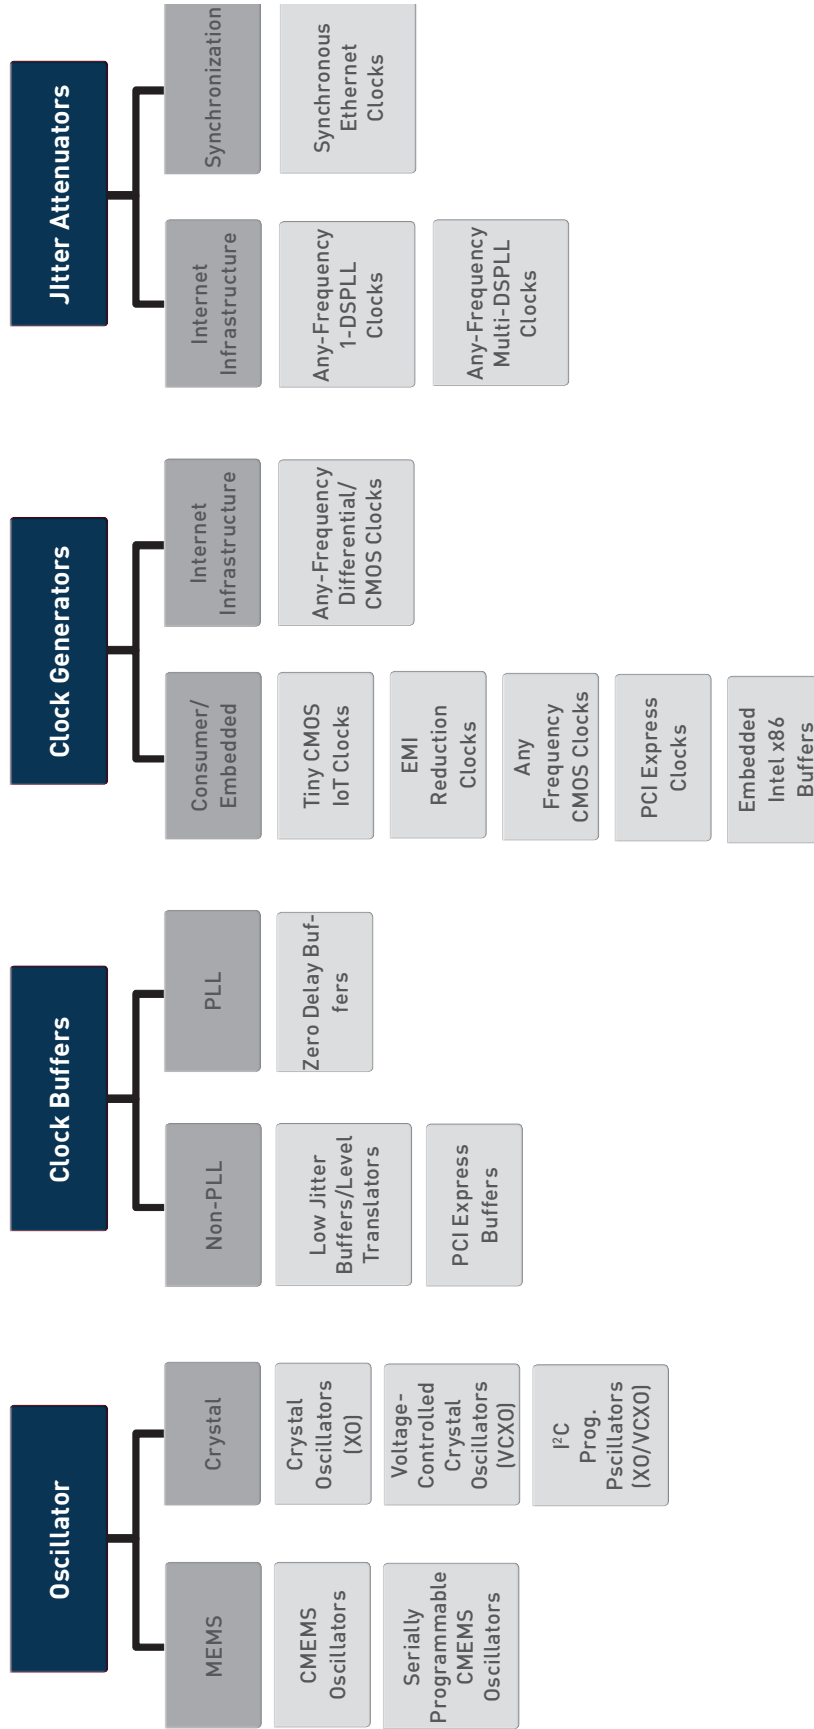 Oscillator
MEMS
CMEMS
Oscillators
Serially
Programmable
CMEMS
Oscillators
Crystal
Crystal
Oscillators
(XO)
Voltage-
Controlled
Crystal
Oscillators
(VCXO)
I²C
Prog.
Pscillators
(XO/VCXO)
Clock Buffers
Non-PLL
Low Jitter
Buffers/Level
Translators
PCI Express
Buffers
PLL
Zero Delay Buf-
fers
Clock Generators
Consumer/
Embedded
Tiny CMOS
IoT Clocks
EMI
Reduction
Clocks
Any
Frequency
CMOS Clocks
PCI Express
Clocks
Embedded
Intel x86
Buffers
Internet
Infrastructure
Any-Frequency
Differential/
CMOS Clocks
JItter Attenuators
Internet
Infrastructure
Any-Frequency
1-DSPLL
Clocks
Any-Frequency
Multi-DSPLL
Clocks
Synchronization
Synchronous
Ethernet
Clocks